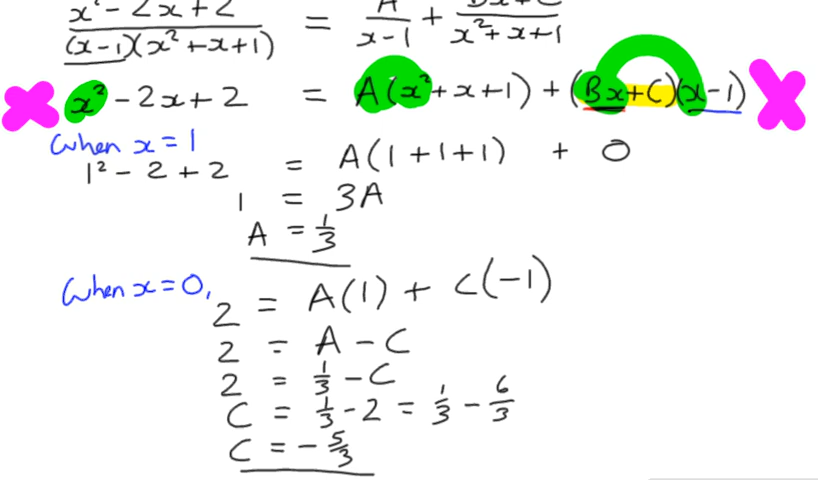 x² - 2x + 2 / (x-1)(x² + x + 1) = A / x - 1 + Bx + C / x² + x + 1
x² - 2x + 2 = A(x² + x + 1) + (Bx + C)(x - 1)
When x = 1
1² - 2 + 2 = A(1 + 1 + 1) + 0
1 = 3A
A = 1/3
When x = 0,
2 = A(1) + C(-1)
2 = A - C
2 = 1/3 - C
C = 1/3 - 2 = 1/3 - 6/3
C = - 5/3